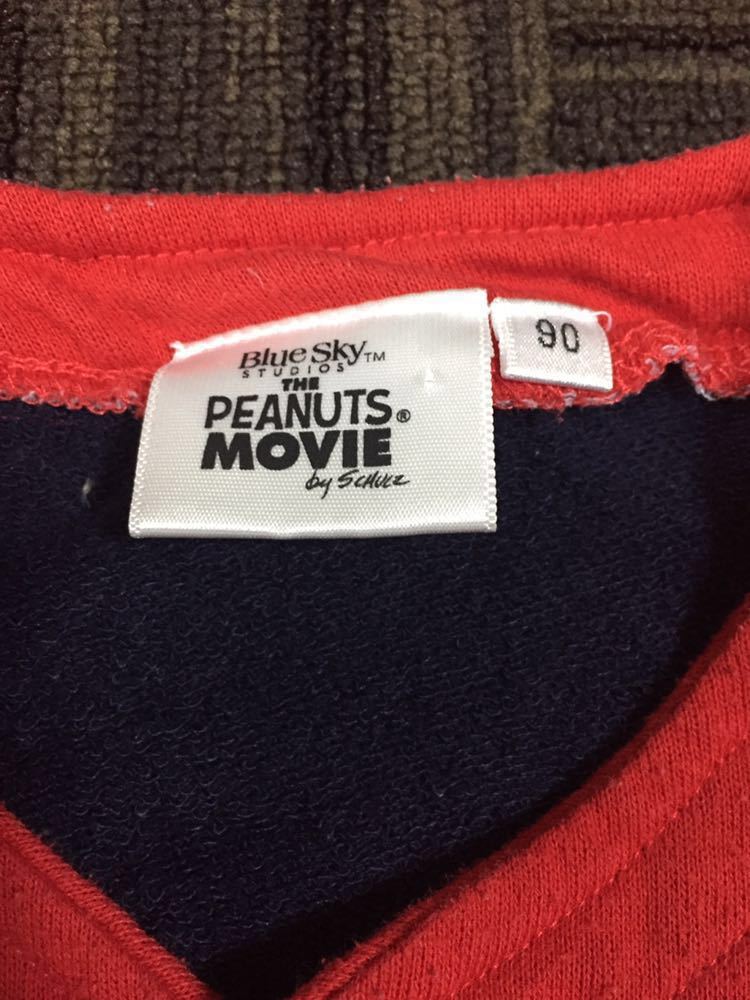 Blue Sky™
STUDIOS
THE
PEANUTS®
MOVIE
by SCHULZ
90